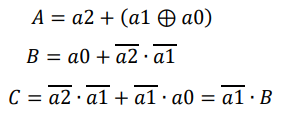 A = a2 + (a1 ⊕ a0)
B = a0 + a̅2̅ · a̅1̅
C = a̅2̅ · a̅1̅ + a̅1̅ · a0 = a̅1̅ · B